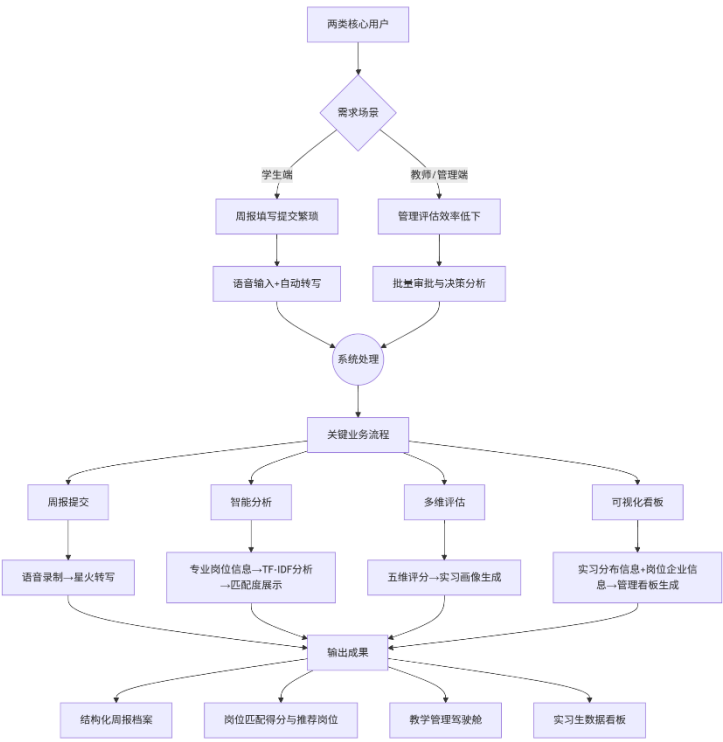 两类核心用户
需求场景
学生端
教师/管理端
周报填写提交繁琐
管理评估效率低下
语音输入+自动转写
批量审批与决策分析
系统处理
关键业务流程
周报提交
智能分析
多维评估
可视化看板
语音录制→星火转写
专业岗位信息→TF-IDF分析
→匹配度展示
五维评分→实习画像生成
实习分布信息+岗位企业信
息→管理看板生成
输出成果
结构化周报档案
岗位匹配得分与推荐岗位
教学管理驾驶舱
实习生数据看板